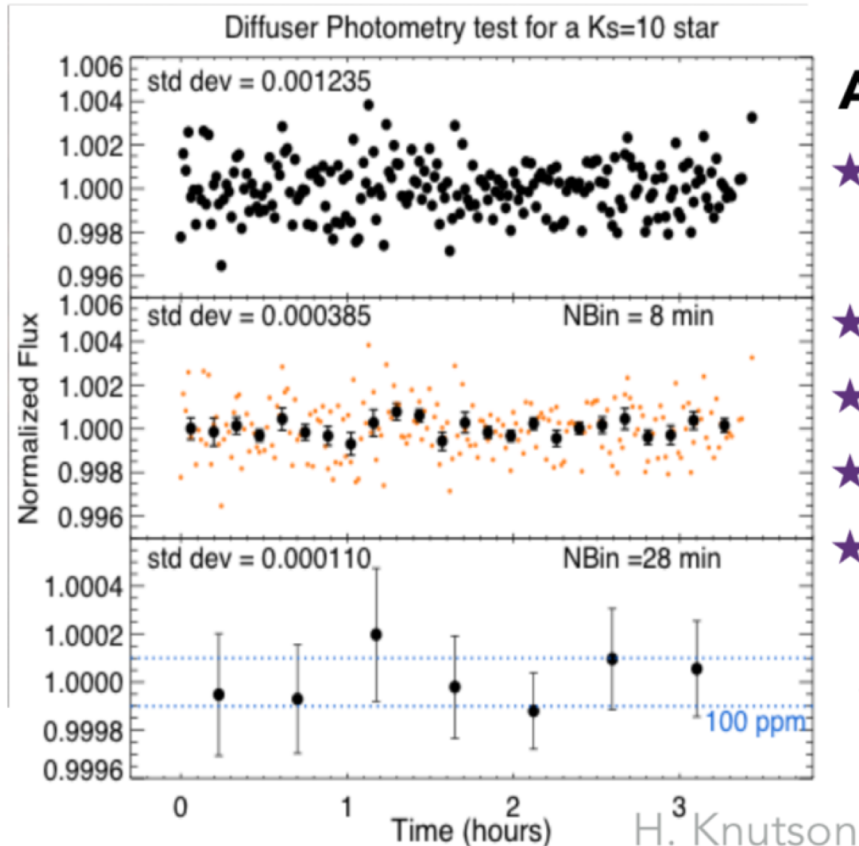 Diffuser Photometry test for a Ks=10 star
A
std dev = 0.001235
1.006
1.004
1.002
1.000
0.998
0.996
std dev = 0.000385 NBin = 8 min
1.006
1.004
1.002
1.000
0.998
0.996
Normalized Flux
std dev = 0.000110 NBin =28 min
1.0004
1.0002
1.0000
0.9998
0.9996
100 ppm
0 1 2 3
Time (hours)
H. Knutson